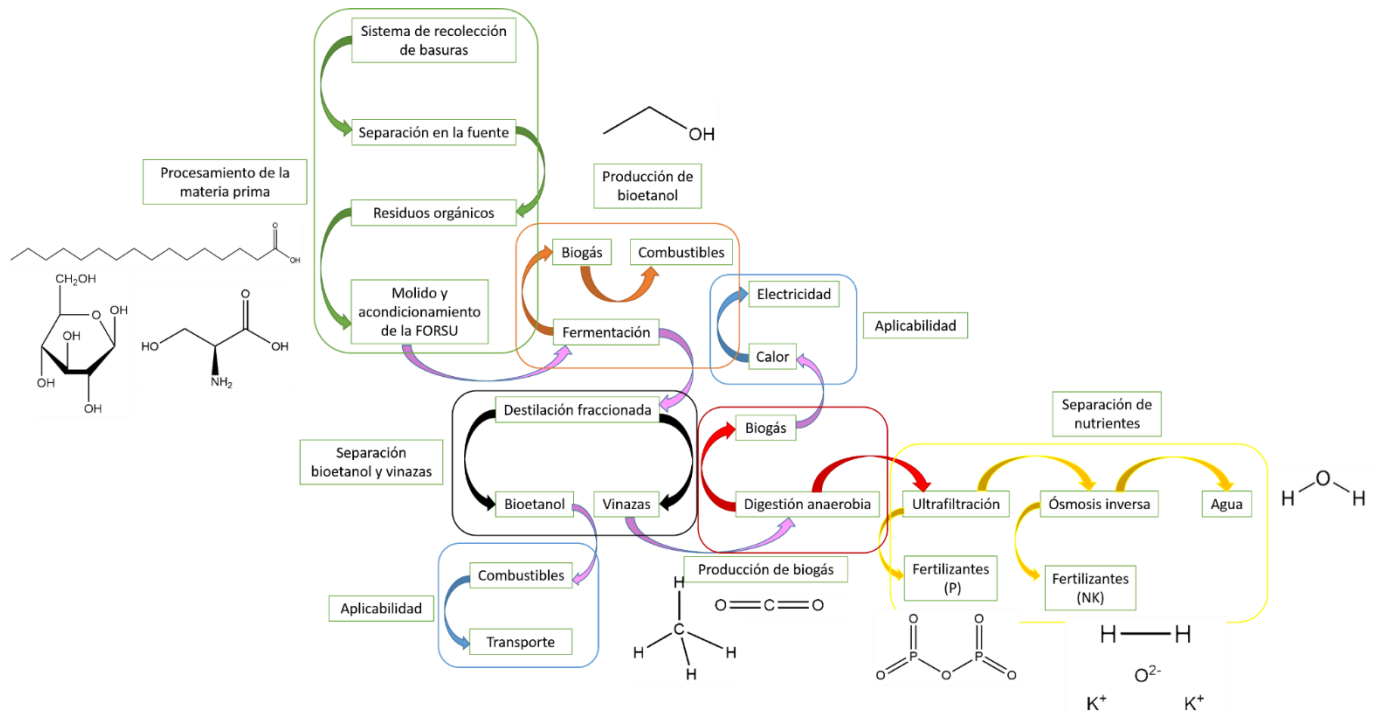 Sistema de recolección
de basuras
Separación en la fuente
Procesamiento de la
materia prima
Residuos orgánicos
Molido y
acondicionamiento
de la FORSU
O
OH
CH₂OH
O
OH
OH
OH
OH
O
HO
OH
NH₂
OH
Producción de
bioetanol
Biogás
Combustibles
Fermentación
Electricidad
Calor
Aplicabilidad
Destilación fraccionada
Separación
bioetanol y vinazas
Bioetanol
Vinazas
Combustibles
Transporte
Aplicabilidad
Biogás
Digestión anaerobia
Producción de biogás
H
C
H
H
H
O C O
Separación de
nutrientes
Ultrafiltración
Ósmosis inversa
Agua
Fertilizantes
(P)
Fertilizantes
(NK)
O O
P P
O O O
H H
O²⁻
K⁺ K⁺
O
H H